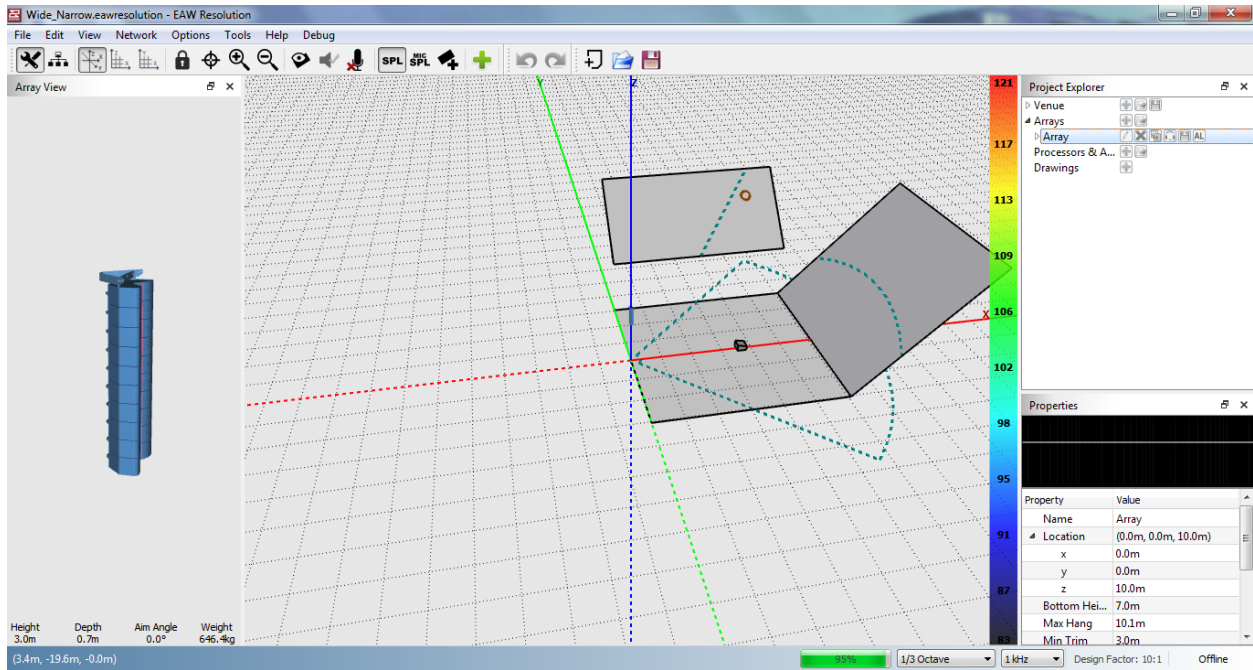 Wide_Narrow.eawresolution - EAW Resolution
File Edit View Network Options Tools Help Debug
SPL MIC SPL
Array View
Y
Z
X
121
117
113
109
106
102
98
95
91
87
83
Height Depth Aim Angle Weight
3.0m 0.7m 0.0° 646.4kg
Project Explorer
Venue
Arrays
Array AL
Processors & A...
Drawings
Properties
Property Value
Name Array
Location (0.0m, 0.0m, 10.0m)
x 0.0m
y 0.0m
z 10.0m
Bottom Hei... 7.0m
Max Hang 10.1m
Min Trim 3.0m
(3.4m, -19.6m, -0.0m)
95%
1/3 Octave
1 kHz
Design Factor: 10:1
Offline